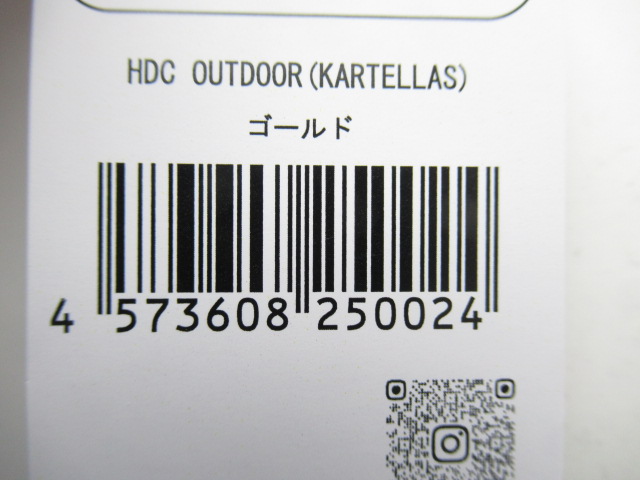 HDC OUTDOOR(KARTELLAS)
ゴールド
4 573608 250024